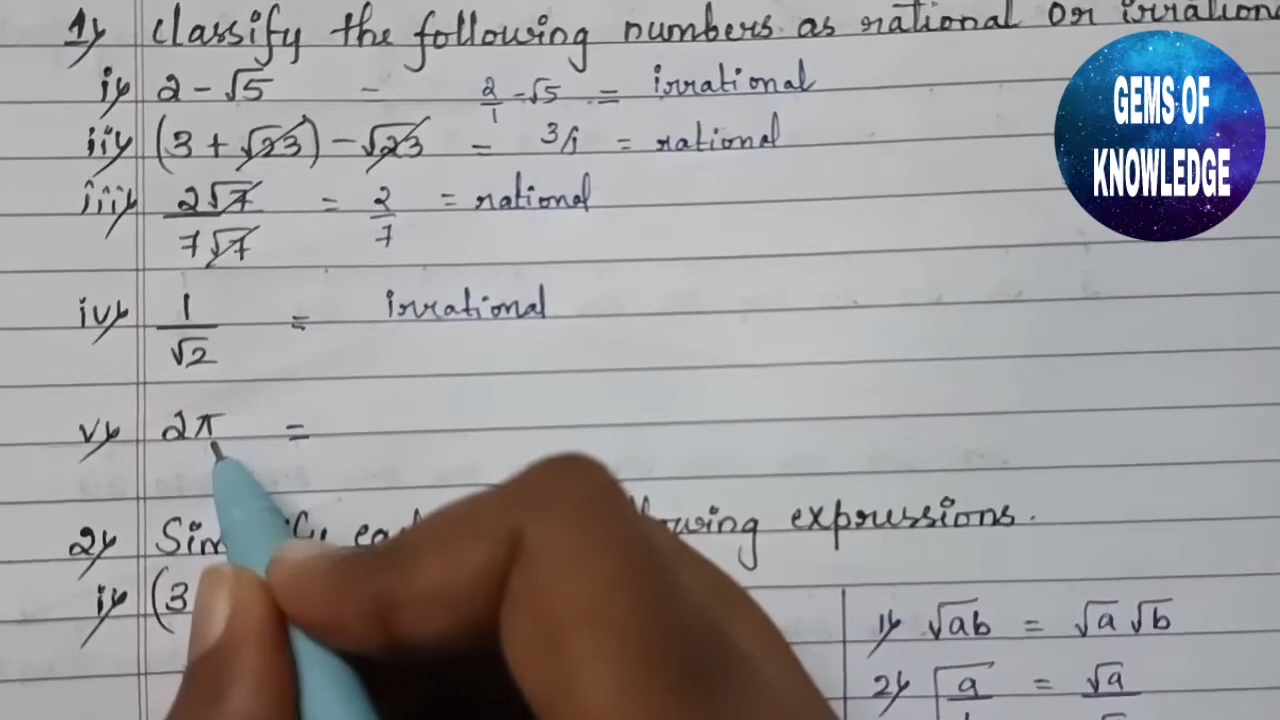 1) Classify the following numbers as rational or irration
i) 2 - √5 - 2/1 - √5 = irrational
ii) (3 + √23) - √23 = 3/1 = rational
iii) 2√7 / 7√7 = 2/7 = rational
iv) 1/√2 = irrational
v) 2π =
2) expressions.
i) (3
1) √ab = √a √b
2) √a = √a
GEMS OF
KNOWLEDGE